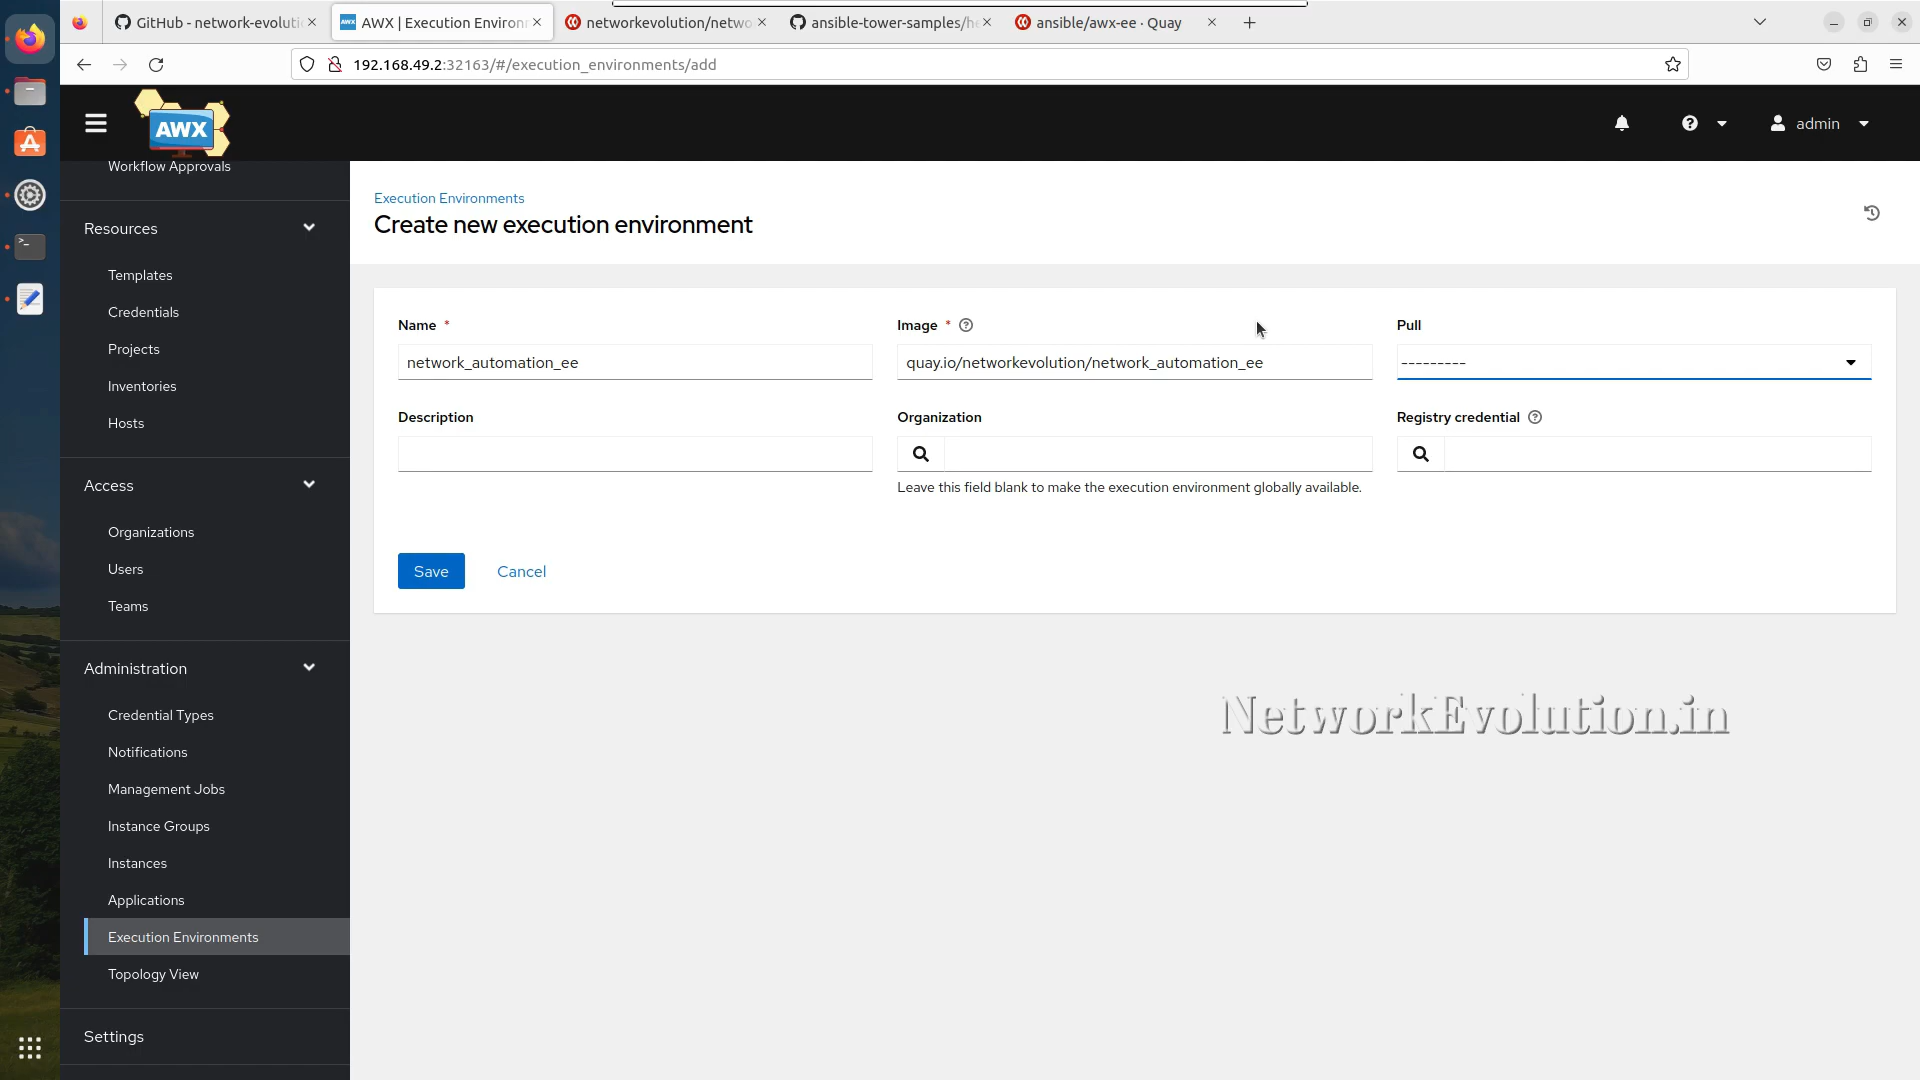 GitHub - network-evoluti
AWX | Execution Environ
networkevolution/netwo
ansible-tower-samples/he
ansible/awx-ee · Quay
192.168.49.2:32163/#/execution_environments/add
AWX
admin
Workflow Approvals
Resources
Templates
Credentials
Projects
Inventories
Hosts
Access
Organizations
Users
Teams
Administration
Credential Types
Notifications
Management Jobs
Instance Groups
Instances
Applications
Execution Environments
Topology View
Settings
Execution Environments
Create new execution environment
Name *
Image *
Pull
network_automation_ee
quay.io/networkevolution/network_automation_ee
---------
Description
Organization
Registry credential
Leave this field blank to make the execution environment globally available.
Save
Cancel
NetworkEvolution.in